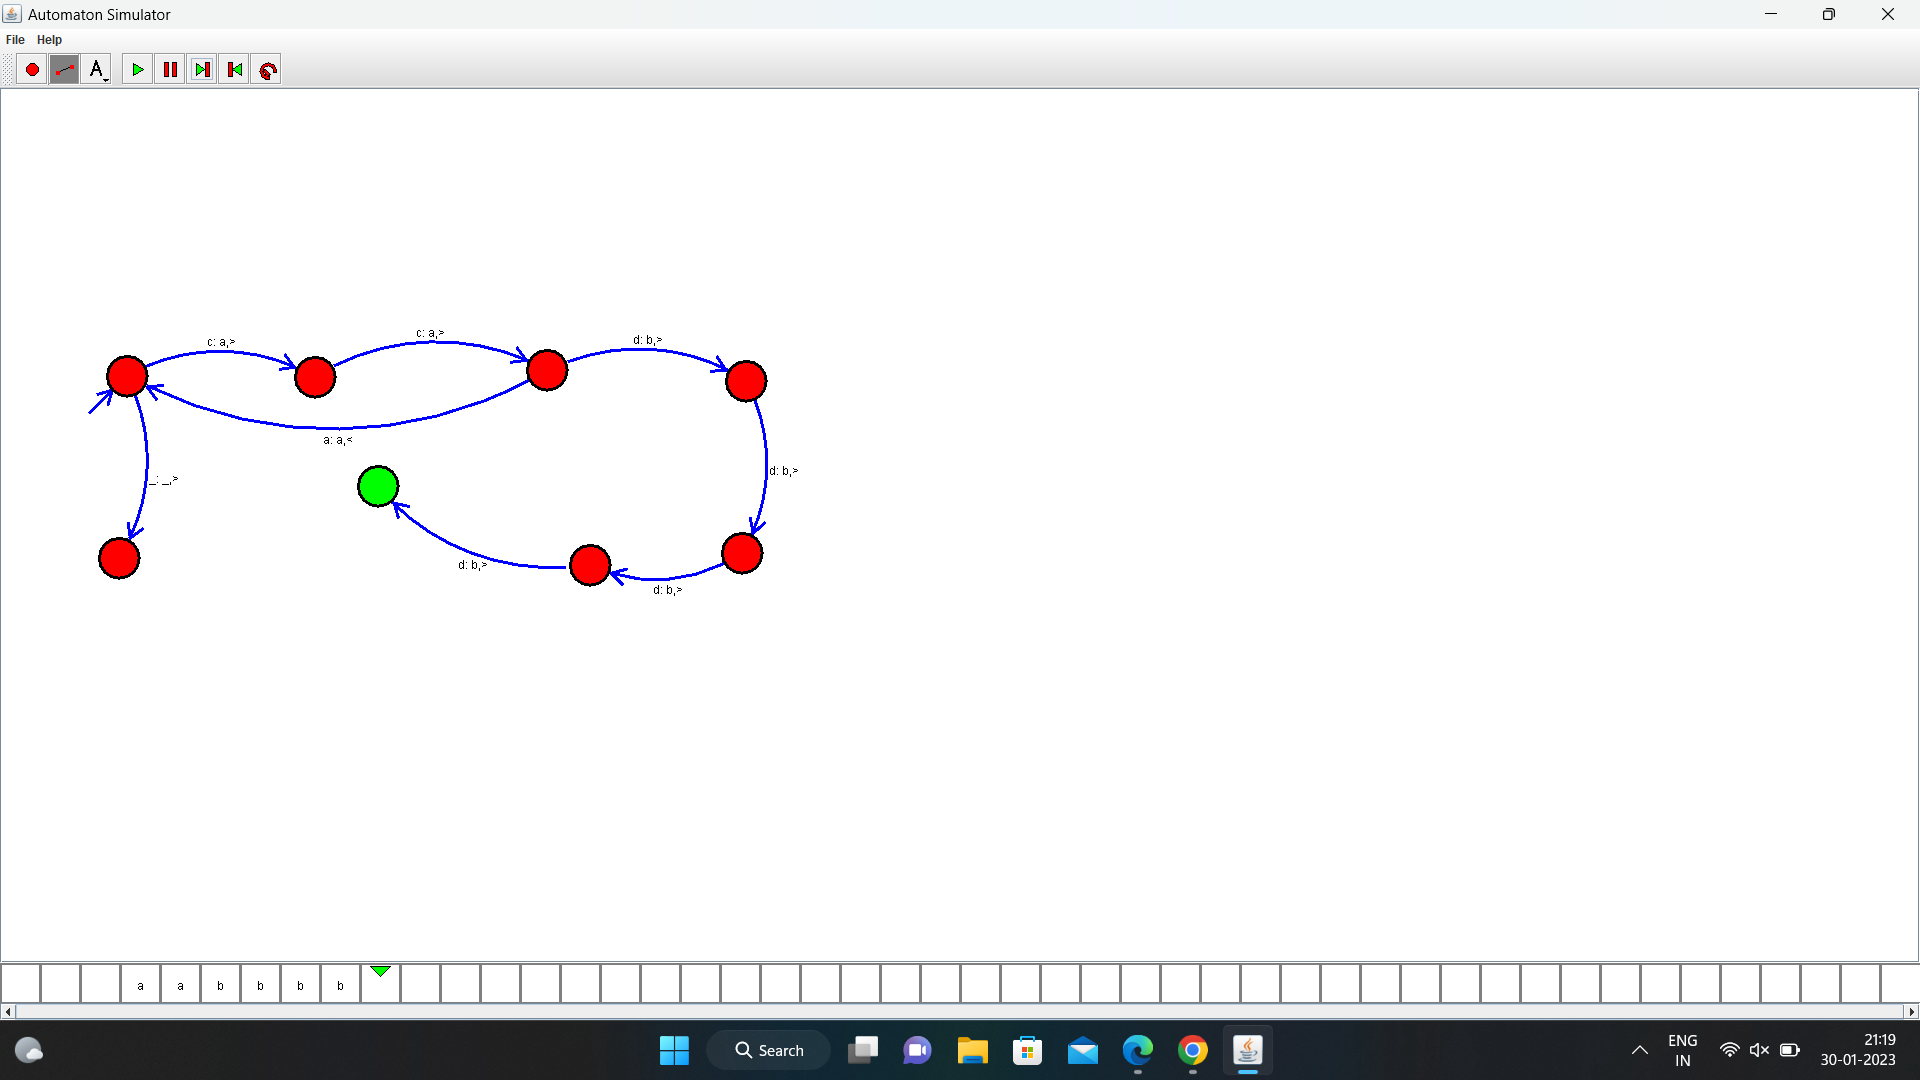 Automaton Simulator
File Help
A
c: a,>
c: a,>
d: b,>
a: a,<
_: _,>
d: b,>
d: b,>
d: b,>
a a b b b b
Search
ENG
IN
21:19
30-01-2023